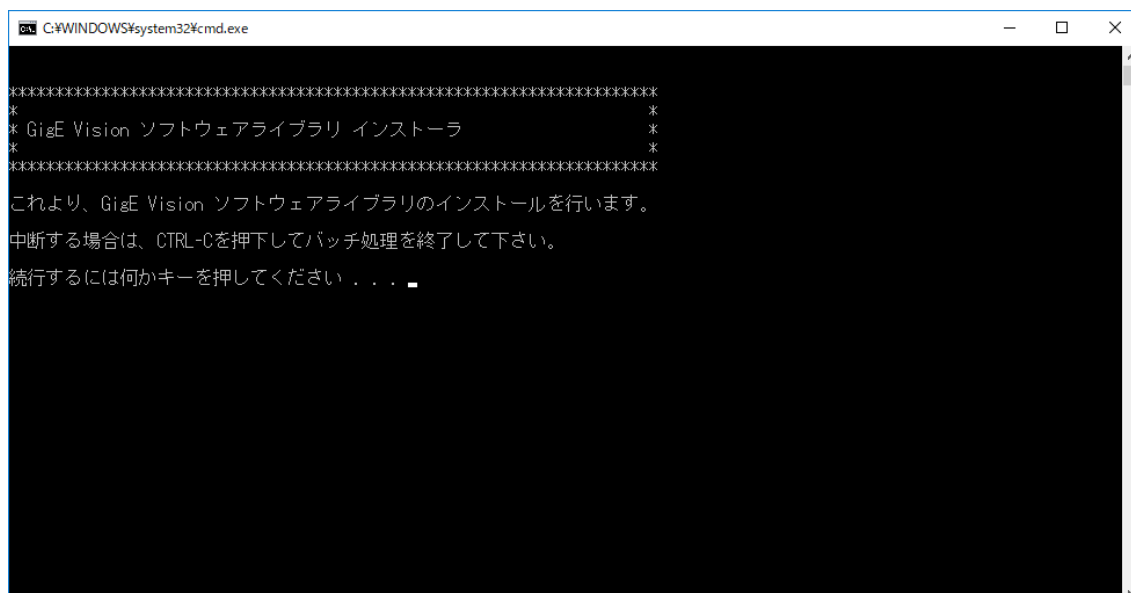 C:¥WINDOWS¥system32¥cmd.exe
***********************************************************************
*                                                                     *
* GigE Vision ソフトウェアライブラリ インストーラ                    *
*                                                                     *
***********************************************************************
これより、GigE Vision ソフトウェアライブラリのインストールを行います。
中断する場合は、CTRL-Cを押下してバッチ処理を終了して下さい。
続行するには何かキーを押してください . . .